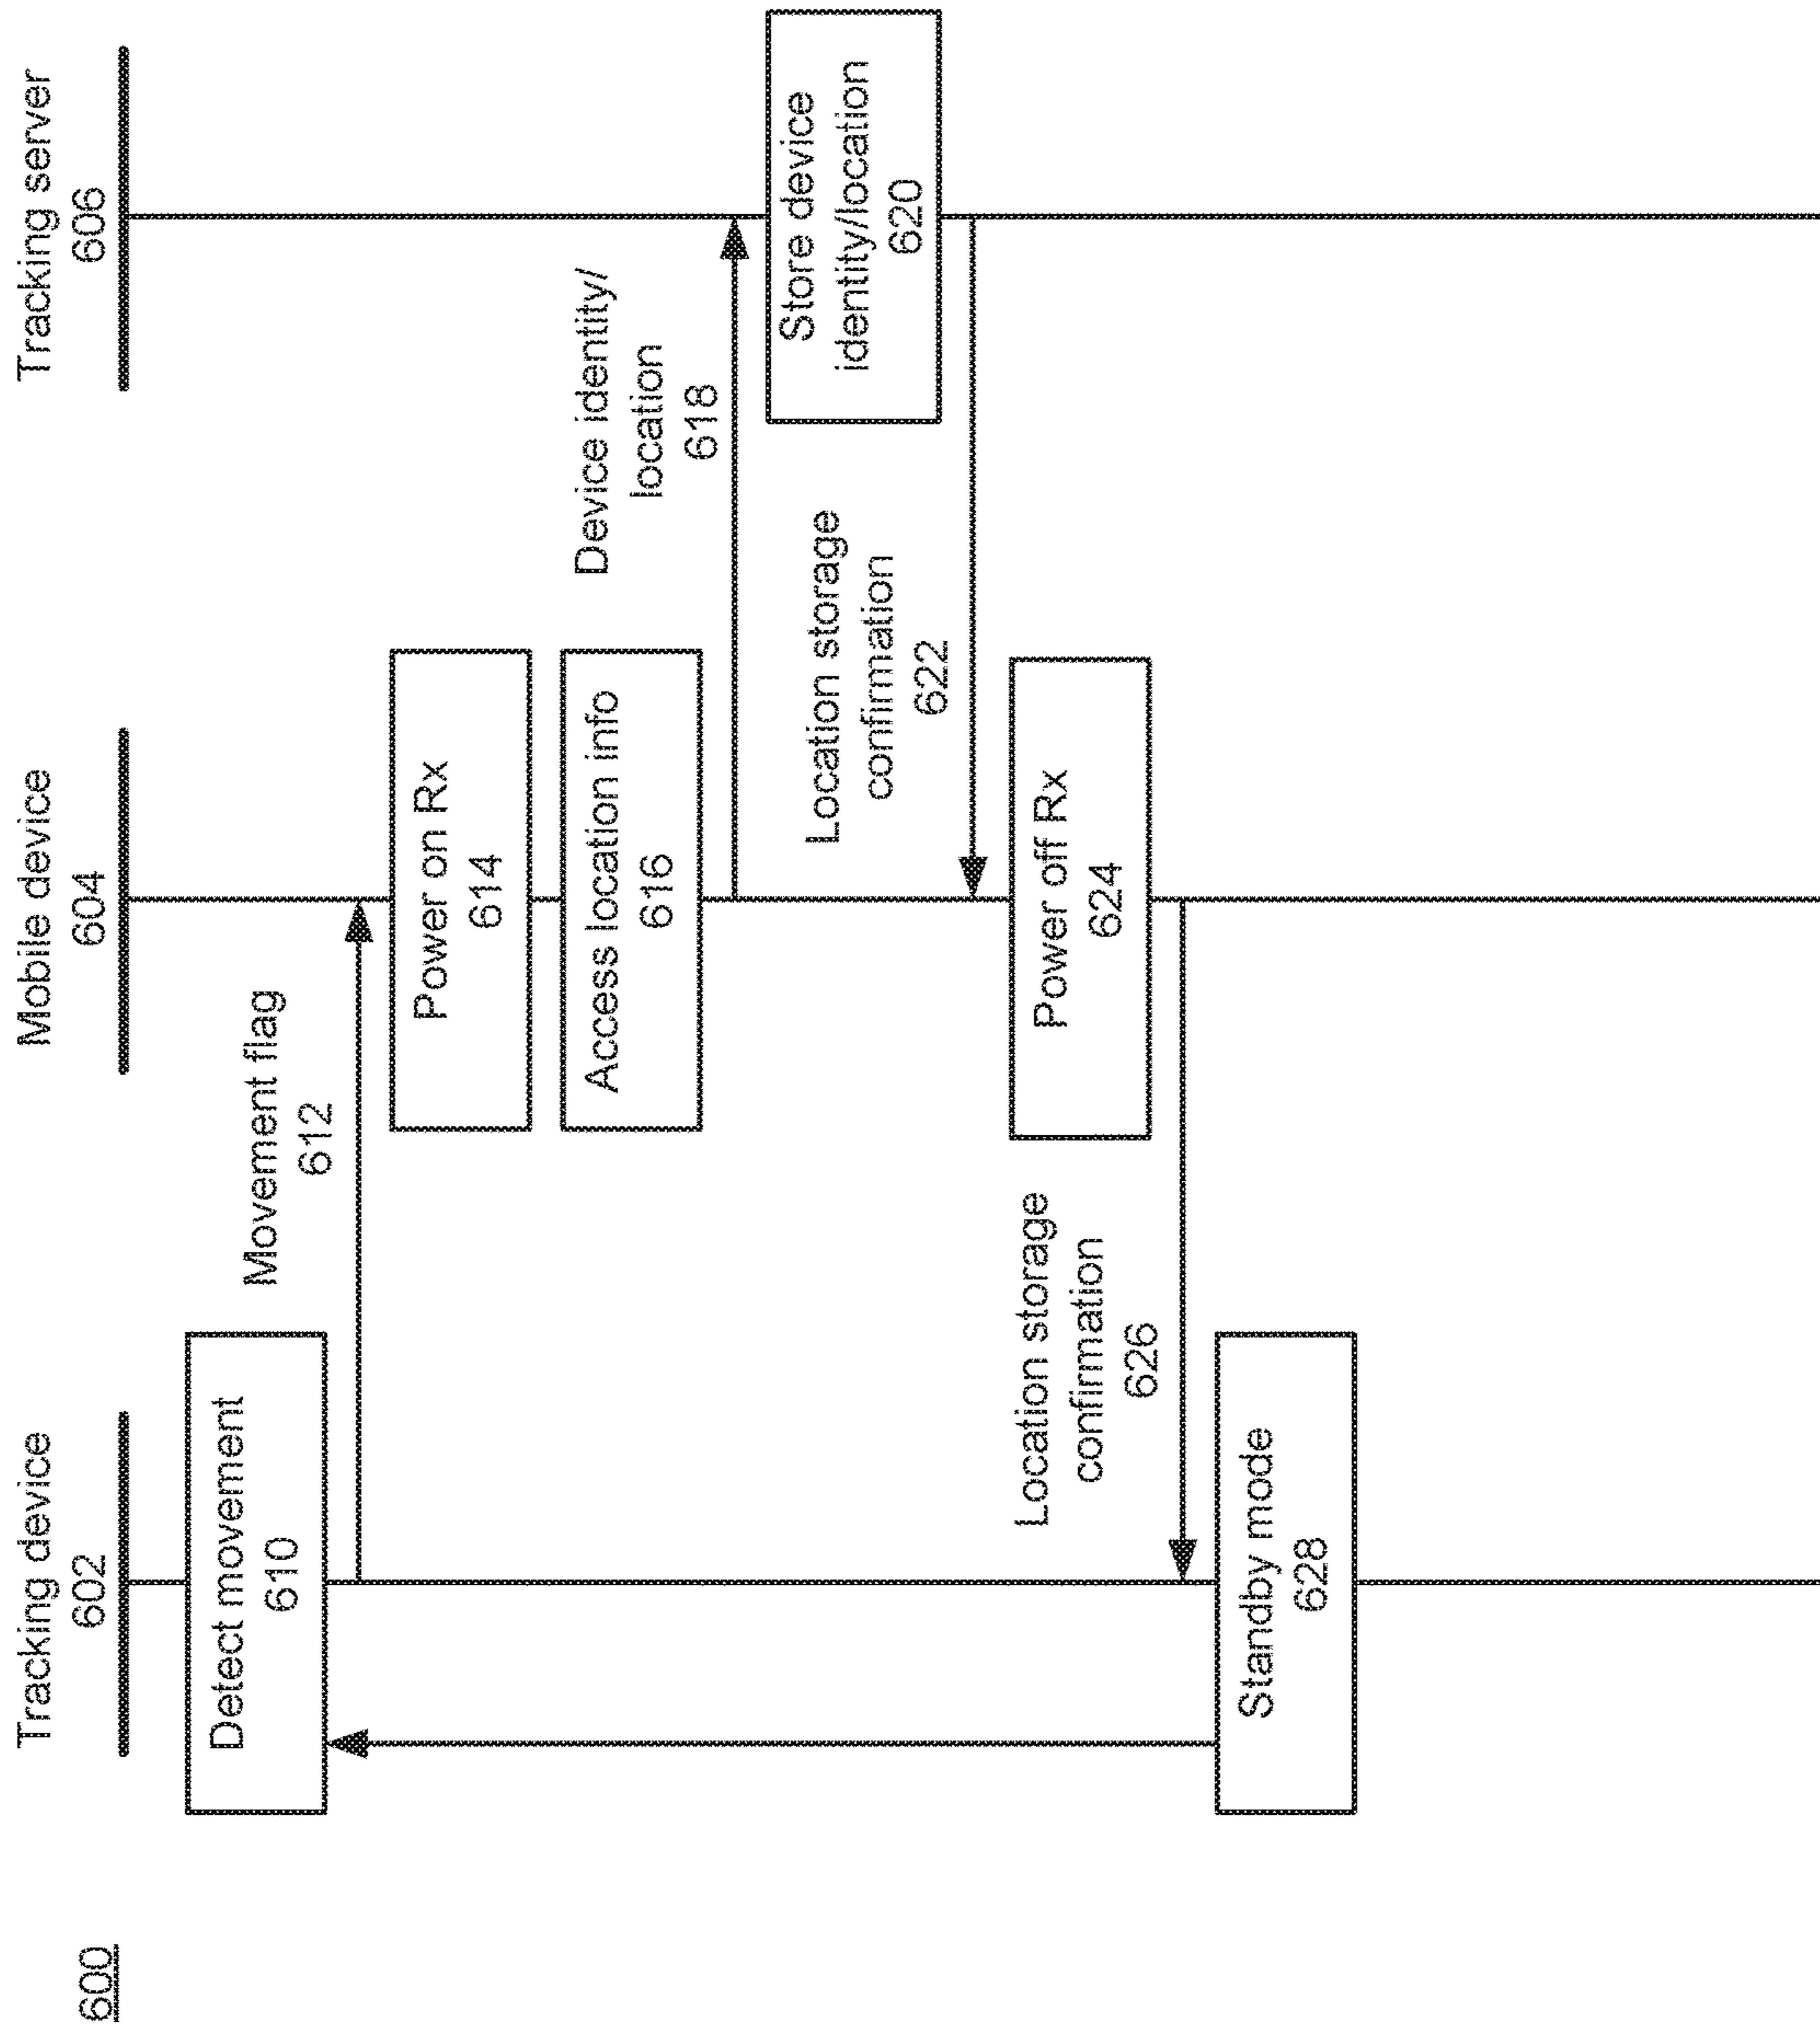 600
Tracking device
602
Mobile device
604
Tracking server
606
Detect movement
610
Movement flag
612
Power on Rx
614
Access location info
616
Device identity/
location
618
Store device
identity/location
620
Location storage
confirmation
622
Power off Rx
624
Location storage
confirmation
626
Standby mode
628